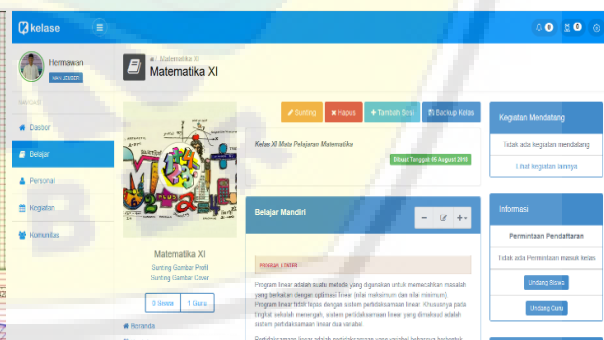 kelase
0
0
Hermawan
Matematika XI
Matematika XI
Sunting
Hapus
Tambah Sesi
Backup Kelas
Kegiatan Mendatang
Tidak ada kegiatan mendatang
Lihat kegiatan lainnya
Dasbor
Belajar
Personal
Kegiatan
Komunitas
Kelas XI Mata Pelajaran Matematika
Dibuat Tanggal 05 August 2015
Informasi
Permintaan Pendaftaran
Tidak ada Permintaan masuk kelas
Undang Siswa
Undang Guru
Belajar Mandiri
Matematika XI
Sunting Gambar Profil
Sunting Gambar Cover
0 Siswa
1 Guru
Beranda
PROGRAM LINIER
Program linear adalah suatu metode yang digunakan untuk memecahkan masalah
yang berkaitan dengan optimasi linear (nilai maksimum dan nilai minimum)
Program linear tidak lepas dengan sistem pertidaksamaan linear. Khususnya pada
tingkat sekolah menengah, sistem pertidaksamaan linear yang dimaksud adalah
sistem pertidaksamaan linear dua variabel